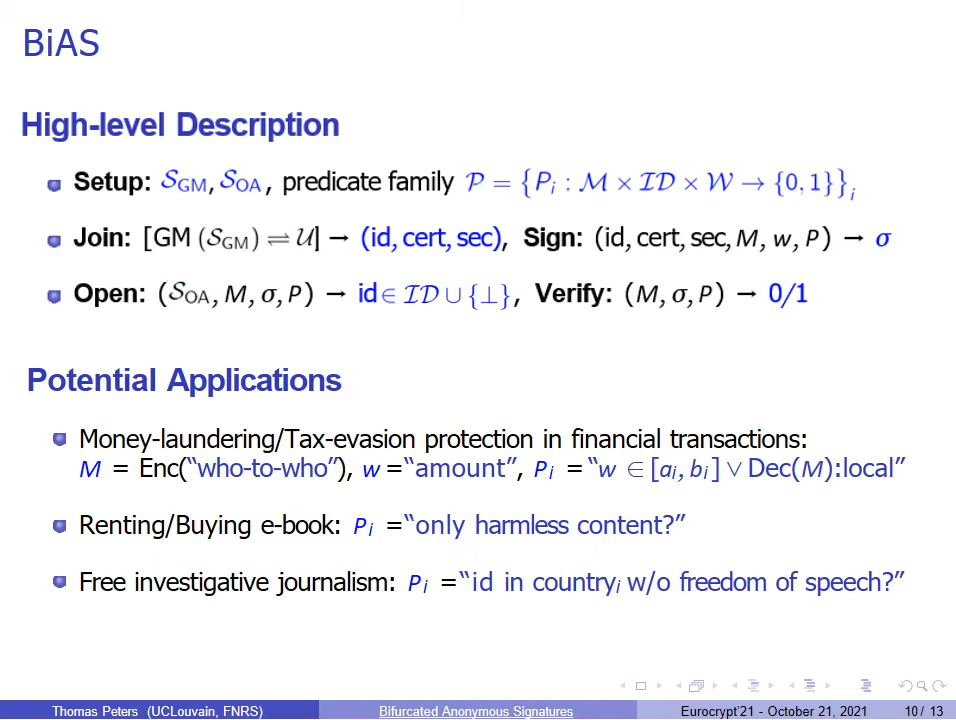 BiAS
High-level Description
Setup: 𝒮GM, 𝒮OA, predicate family 𝒫 = {Pᵢ : ℳ × ℐ𝒟 × 𝒲 → {0, 1}}ᵢ
Join: [GM (𝒮GM) ⇌ 𝒰] → (id, cert, sec), Sign: (id, cert, sec, M, w, P) → σ
Open: (𝒮OA, M, σ, P) → id ∈ ℐ𝒟 ∪ {⊥}, Verify: (M, σ, P) → 0/1
Potential Applications
Money-laundering/Tax-evasion protection in financial transactions:
M = Enc(“who-to-who”), w =“amount”, Pᵢ =“w ∈ [aᵢ, bᵢ] ∨ Dec(M):local”
Renting/Buying e-book: Pᵢ =“only harmless content?”
Free investigative journalism: Pᵢ =“id in countryᵢ w/o freedom of speech?”
Thomas Peters (UCLouvain, FNRS) Bifurcated Anonymous Signatures Eurocrypt’21 - October 21, 2021 10 / 13